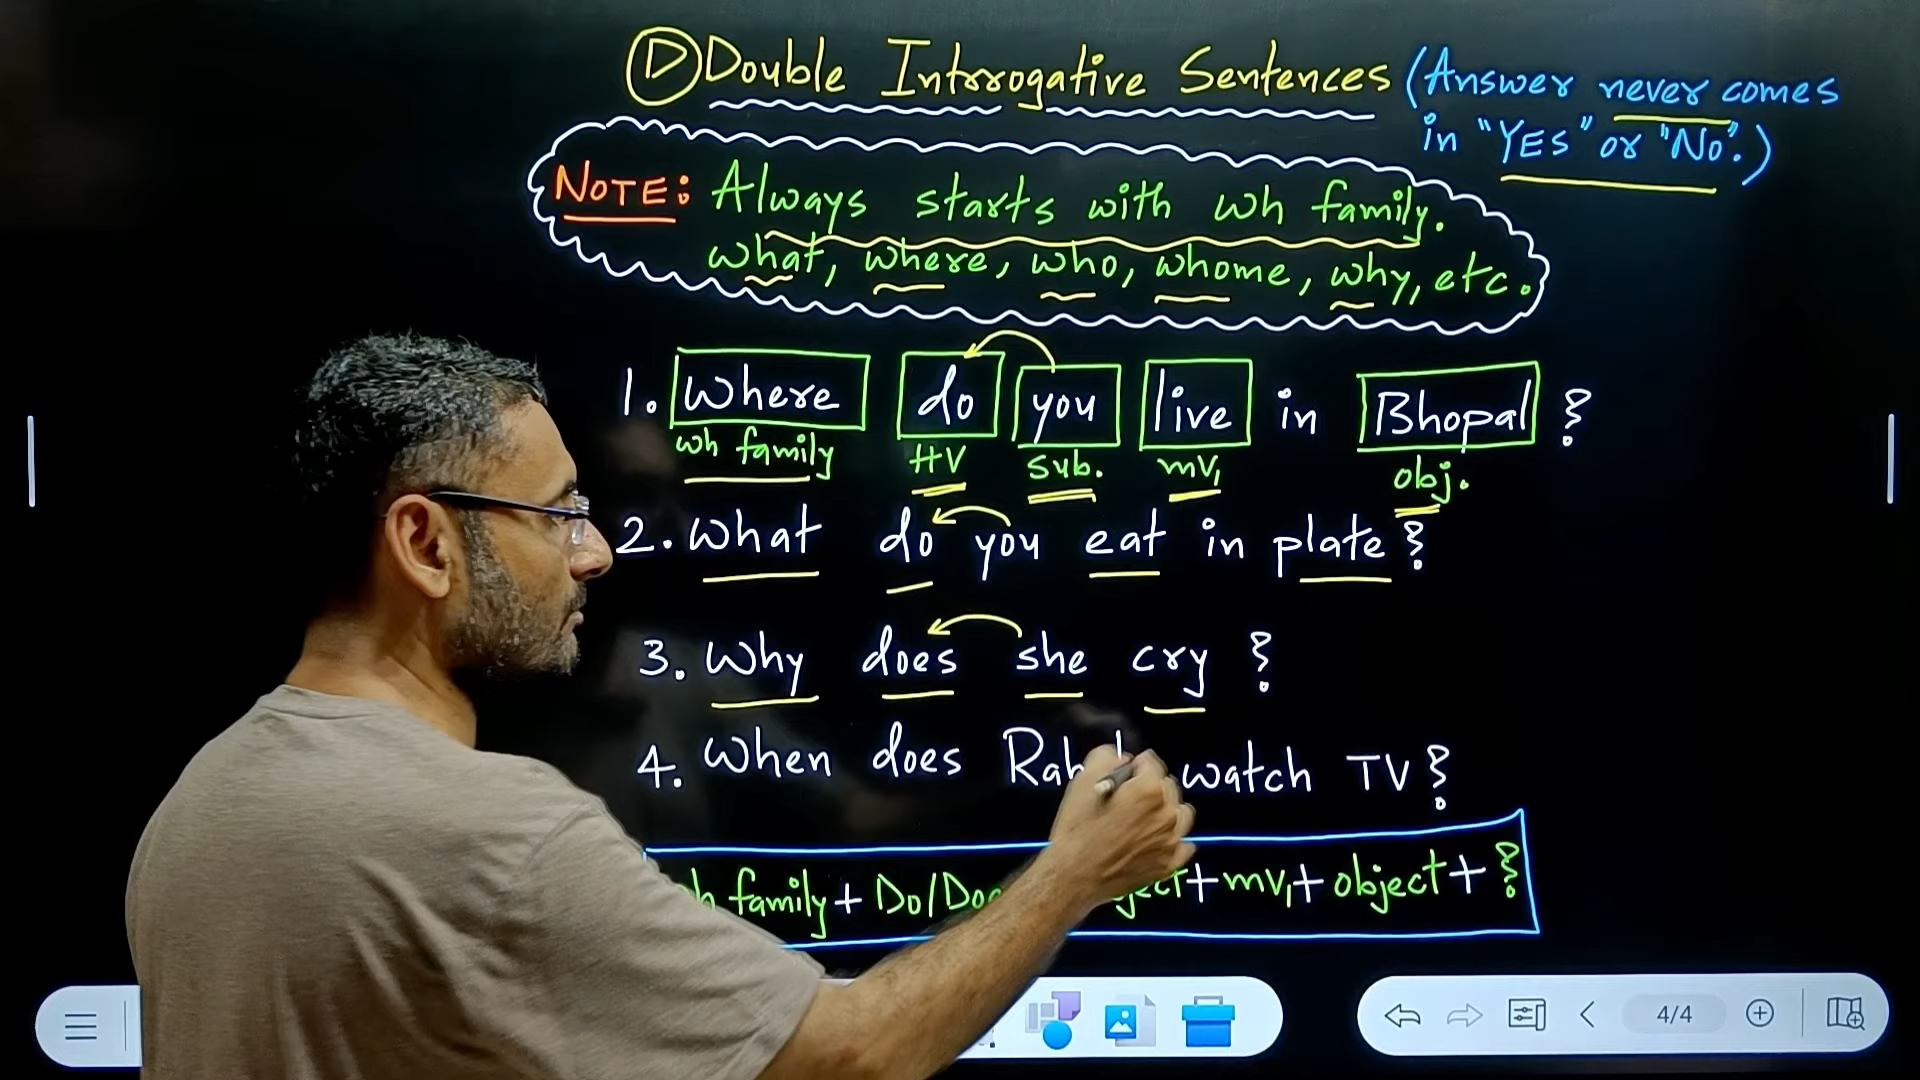 D Double Intrrogative Sentences (Answer never comes in "YES" or "No".)
NOTE: Always starts with wh family.
what, where, who, whome, why, etc.
1. Where do you live in Bhopal ?
wh family HV sub. mv1 obj.
2. What do you eat in plate ?
3. Why does she cry ?
4. When does watch TV ?
family + Do/ + mv1 + object + ?
4/4